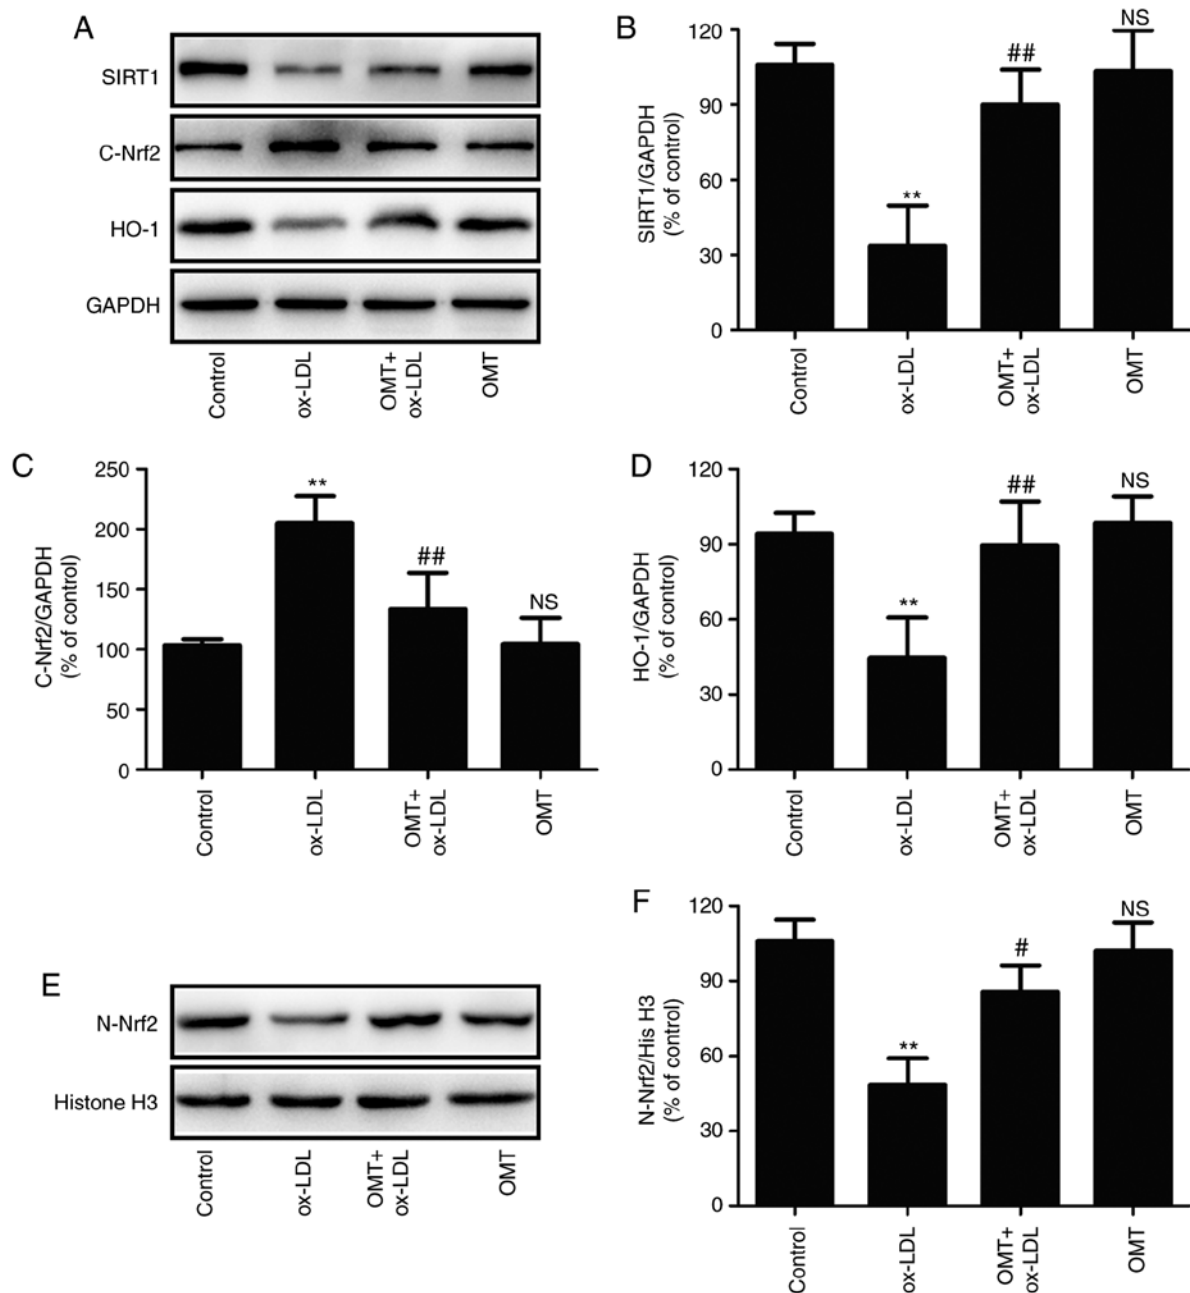 A
SIRT1
C-Nrf2
HO-1
GAPDH
Control
ox-LDL
OMT+
ox-LDL
OMT
B
SIRT1/GAPDH
(% of control)
120
90
60
30
0
**
##
NS
Control
ox-LDL
OMT+
ox-LDL
OMT
C
C-Nrf2/GAPDH
(% of control)
250
200
150
100
50
0
**
##
NS
Control
ox-LDL
OMT+
ox-LDL
OMT
D
HO-1/GAPDH
(% of control)
120
90
60
30
0
**
##
NS
Control
ox-LDL
OMT+
ox-LDL
OMT
E
N-Nrf2
Histone H3
Control
ox-LDL
OMT+
ox-LDL
OMT
F
N-Nrf2/His H3
(% of control)
120
90
60
30
0
**
#
NS
Control
ox-LDL
OMT+
ox-LDL
OMT